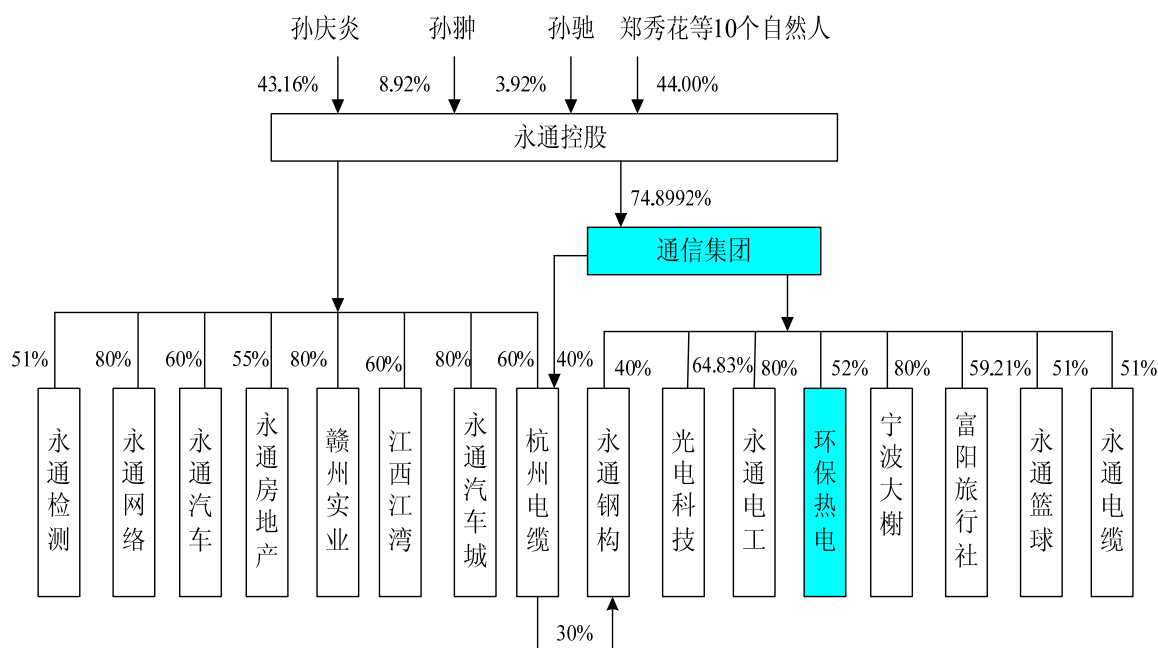 孙庆炎 孙翀 孙驰 郑秀花等10个自然人
43.16% 8.92% 3.92% 44.00%
永通控股
74.8992%
通信集团
51% 80% 60% 55% 80% 60% 80% 60% 40% 40% 64.83% 80% 52% 80% 59.21% 51% 51%
永通检测
永通网络
永通汽车
永通房地产
赣州实业
江西江湾
永通汽车城
杭州电缆
永通钢构
光电科技
永通电工
环保热电
宁波大榭
富阳旅行社
永通篮球
永通电缆
30%